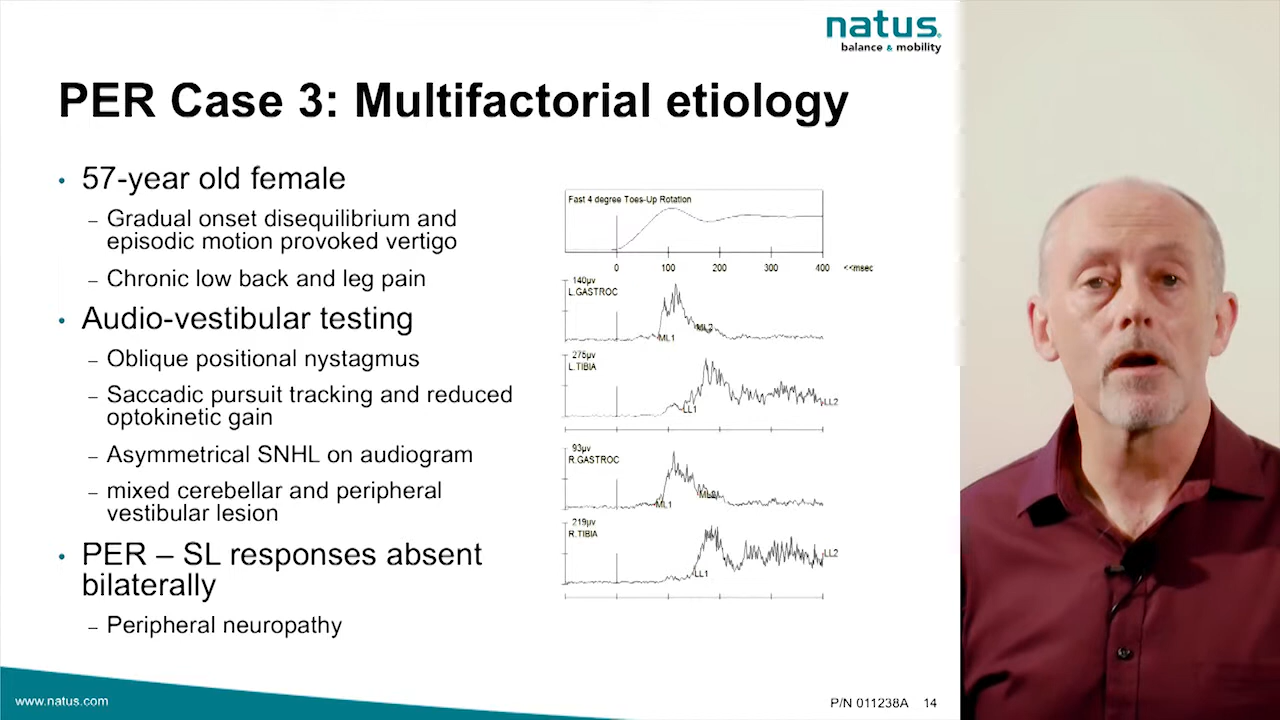 natus
balance & mobility
PER Case 3: Multifactorial etiology
• 57-year old female
– Gradual onset disequilibrium and
episodic motion provoked vertigo
– Chronic low back and leg pain
• Audio-vestibular testing
– Oblique positional nystagmus
– Saccadic pursuit tracking and reduced
optokinetic gain
– Asymmetrical SNHL on audiogram
– mixed cerebellar and peripheral
vestibular lesion
• PER – SL responses absent
bilaterally
– Peripheral neuropathy
Fast 4 degree Toes-Up Rotation
0 100 200 300 400 <<msec
140µv
L.GASTROC
ML1
ML2
275µv
L.TIBIA
LL1
LL2
93µv
R.GASTROC
ML1
ML2
219µv
R.TIBIA
LL1
LL2
www.natus.com
P/N 011238A 14